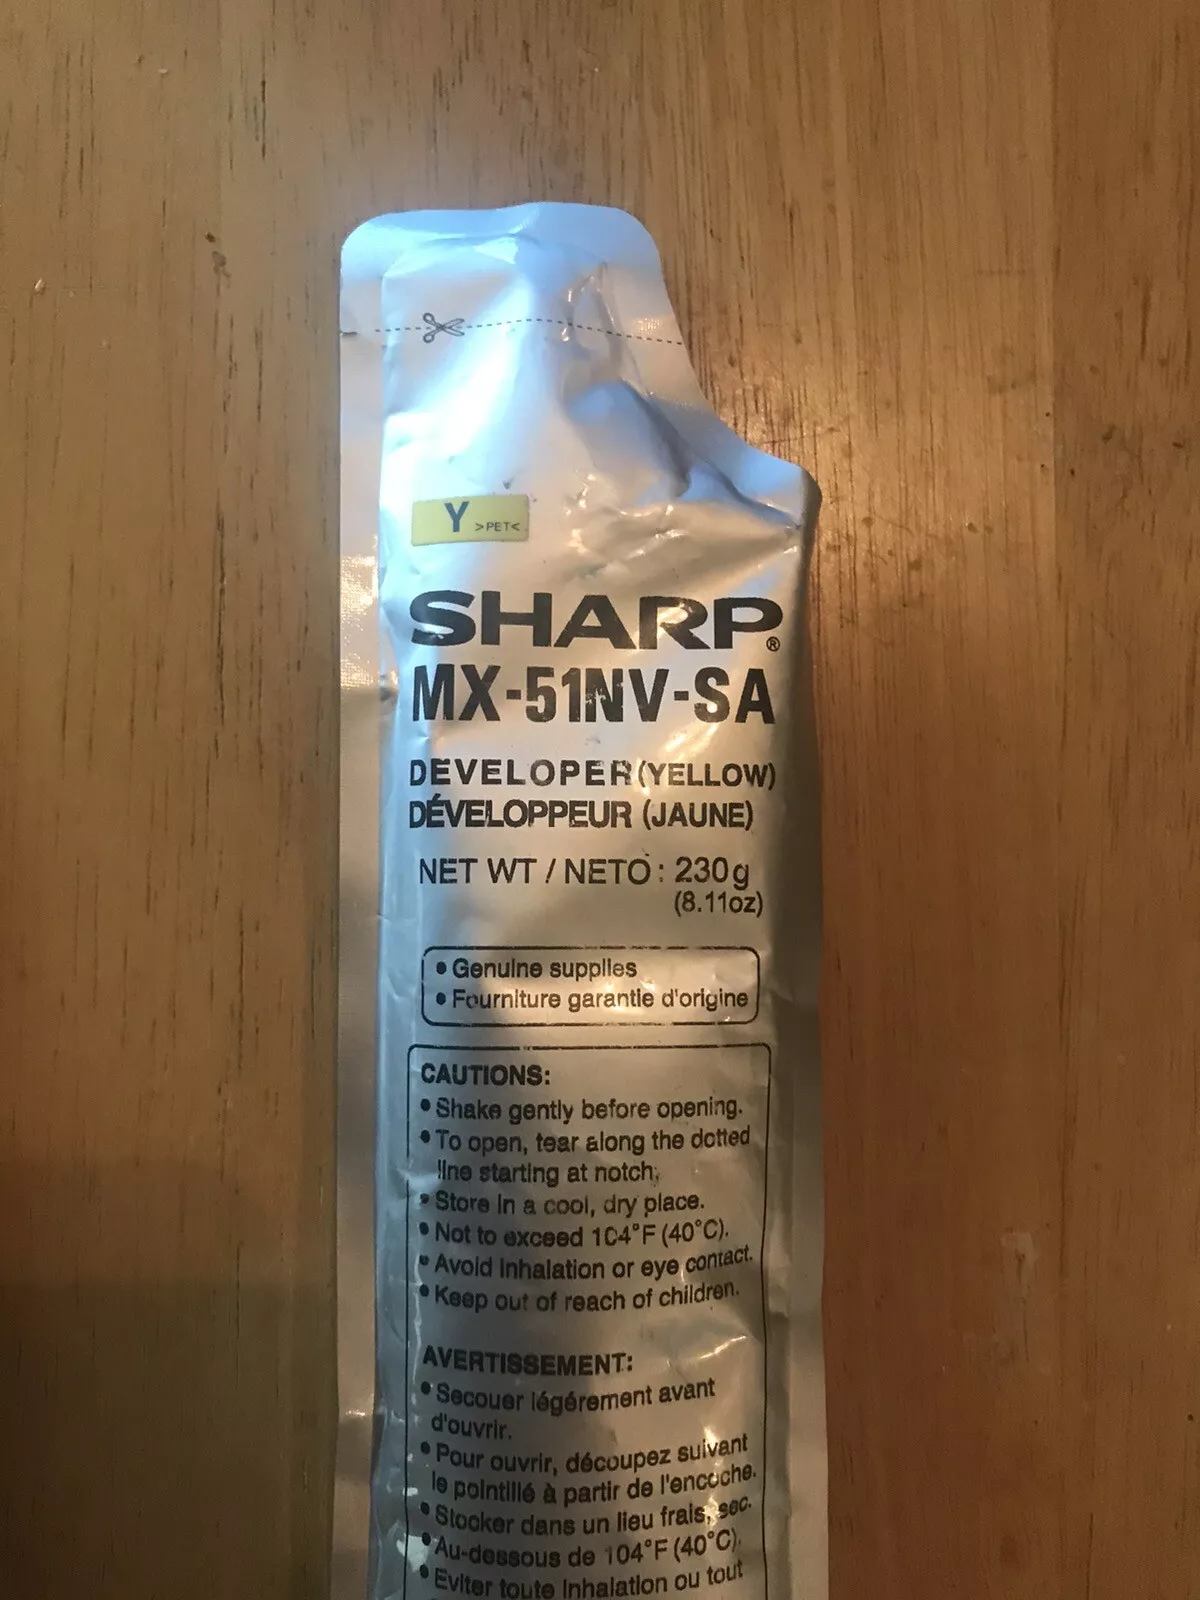 Y >PET<
SHARP®
MX-51NV-SA
DEVELOPER(YELLOW)
DÉVELOPPEUR (JAUNE)
NET WT / NETO : 230g
(8.11oz)
• Genuine supplies
• Fourniture garantie d'origine
CAUTIONS:
• Shake gently before opening.
• To open, tear along the dotted
line starting at notch.
• Store in a cool, dry place.
• Not to exceed 104°F (40°C).
• Avoid inhalation or eye contact.
• Keep out of reach of children.
AVERTISSEMENT:
• Secouer légérement avant
d'ouvrir.
• Pour ouvrir, découpez suivant
le pointillé à partir de l'encoche.
• Stocker dans un lieu frais, sec.
• Au-dessous de 104°F (40°C).
• Eviter toute inhalation ou tout